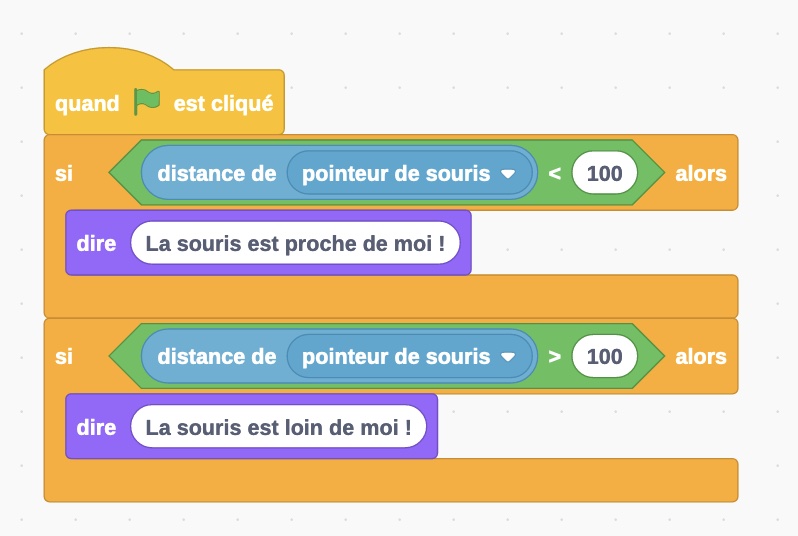 quand est cliqué
si distance de pointeur de souris < 100 alors
dire La souris est proche de moi !
si distance de pointeur de souris > 100 alors
dire La souris est loin de moi !